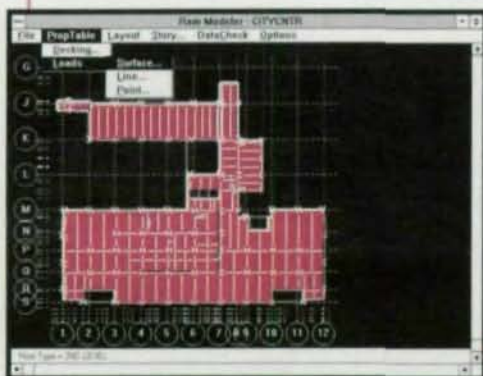 Ram Modeler - CITYCNTR
File PropTable Layout Story... DataCheck Options
Decking...
Loads Surface...
Line...
Point...
G
J
K
L
M
N
P
Q
R
S
1 2 3 4 5 6 7 8 9 10 11 12